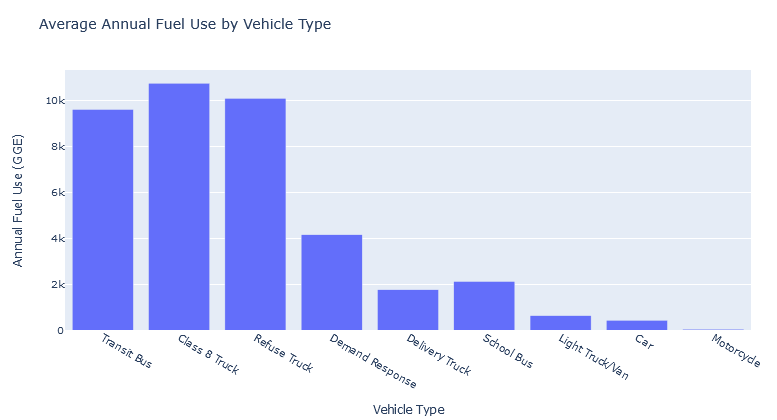 Average Annual Fuel Use by Vehicle Type
Annual Fuel Use (GGE)
10k
8k
6k
4k
2k
0
Transit Bus
Class 8 Truck
Refuse Truck
Demand Response
Delivery Truck
School Bus
Light Truck/Van
Car
Motorcycle
Vehicle Type